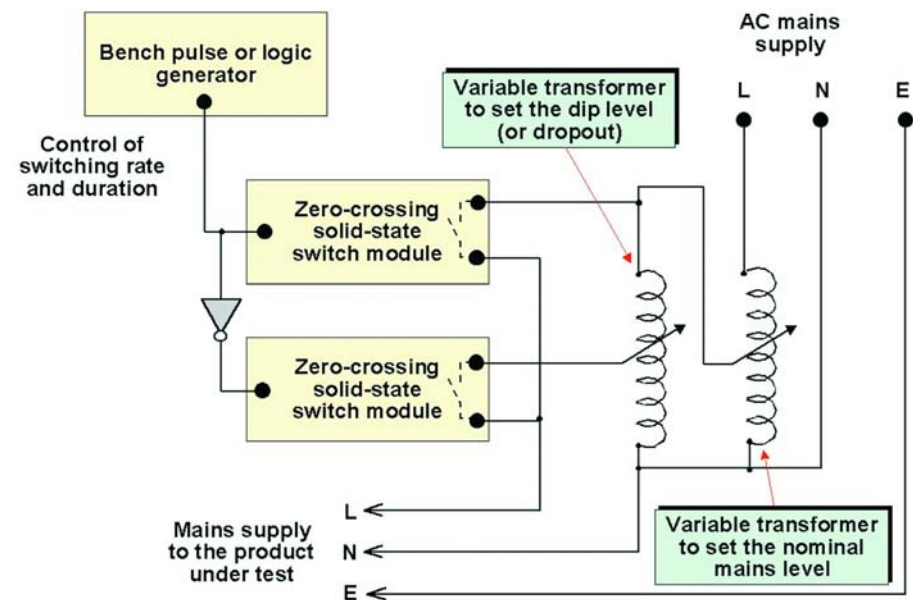 Bench pulse or logic
generator
AC mains
supply
L N E
Variable transformer
to set the dip level
(or dropout)
Control of
switching rate
and duration
Zero-crossing
solid-state
switch module
Zero-crossing
solid-state
switch module
Mains supply
to the product
under test
L
N
E
Variable transformer
to set the nominal
mains level